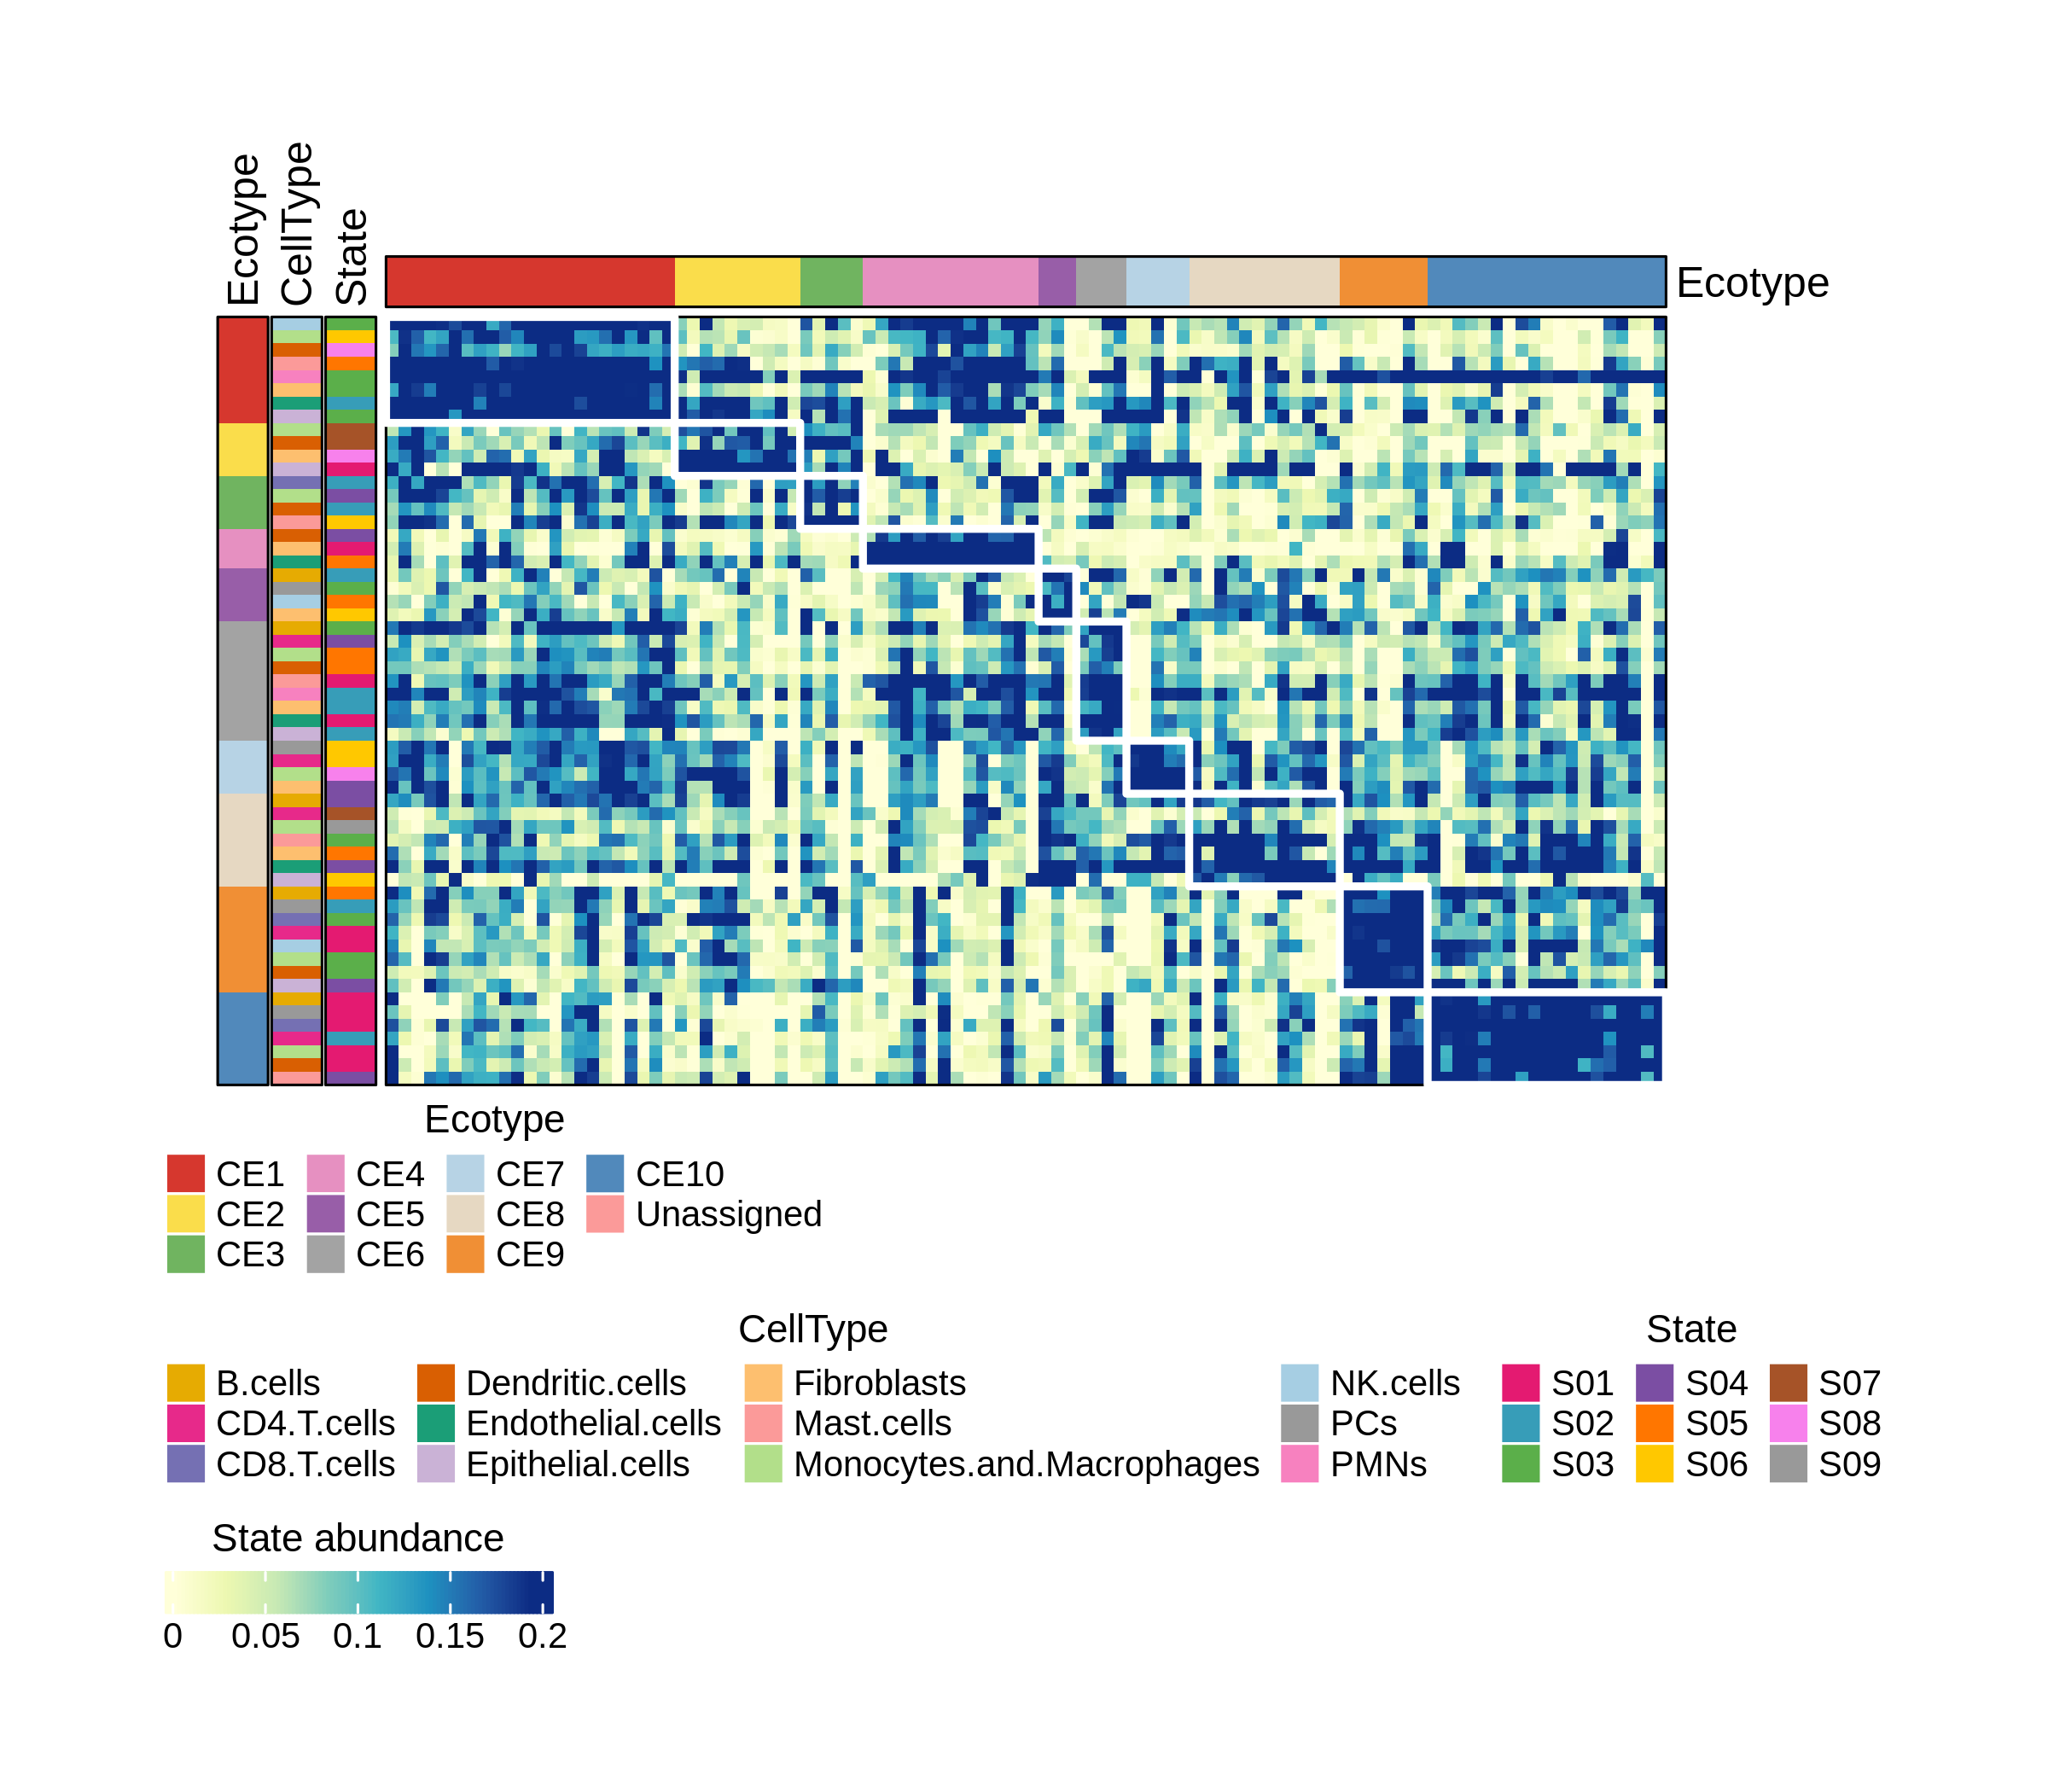 Ecotype
CellType
State
Ecotype
Ecotype
CE1 CE4 CE7 CE10
CE2 CE5 CE8 Unassigned
CE3 CE6 CE9
CellType State
B.cells Dendritic.cells Fibroblasts NK.cells S01 S04 S07
CD4.T.cells Endothelial.cells Mast.cells PCs S02 S05 S08
CD8.T.cells Epithelial.cells Monocytes.and.Macrophages PMNs S03 S06 S09
State abundance
0 0.05 0.1 0.15 0.2